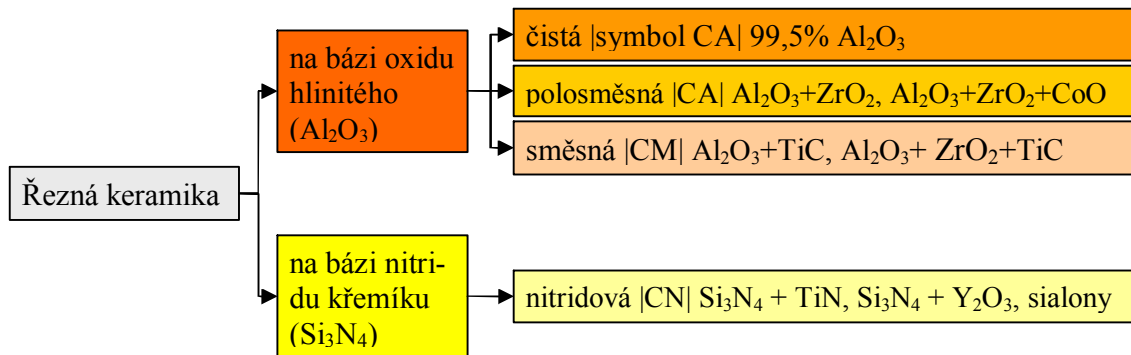 Řezná keramika
na bázi oxidu
hlinitého
(Al₂O₃)
čistá |symbol CA| 99,5% Al₂O₃
polosměsná |CA| Al₂O₃+ZrO₂, Al₂O₃+ZrO₂+CoO
směsná |CM| Al₂O₃+TiC, Al₂O₃+ ZrO₂+TiC
na bázi nitri-
du křemíku
(Si₃N₄)
nitridová |CN| Si₃N₄ + TiN, Si₃N₄ + Y₂O₃, sialony